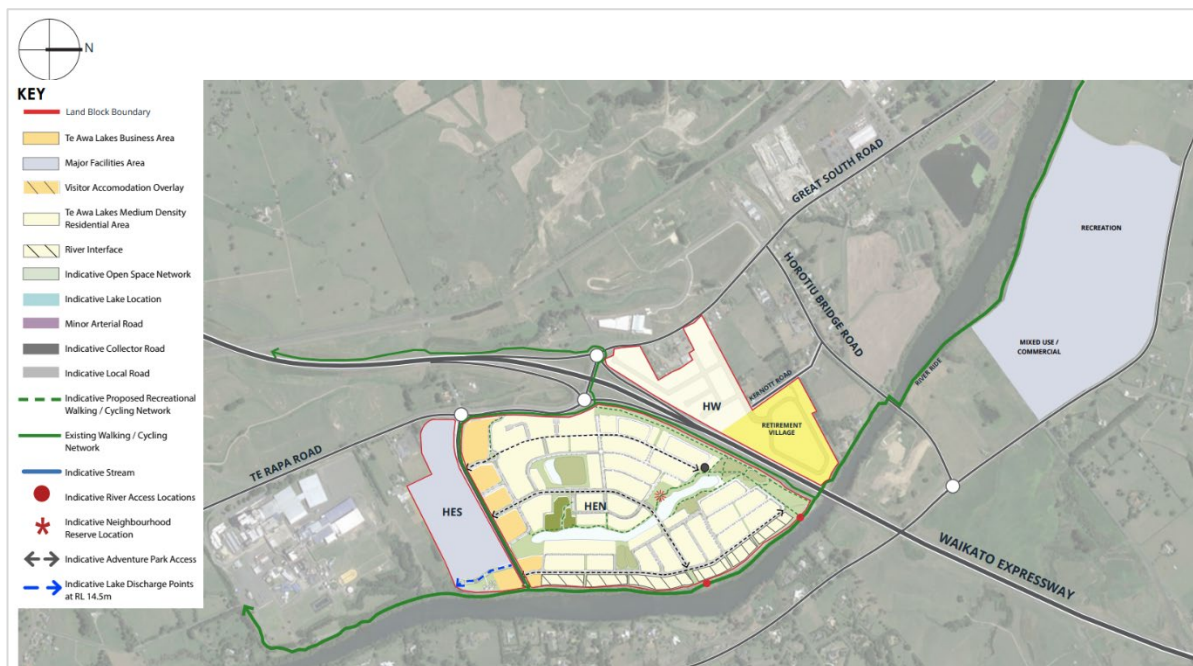 N
KEY
Land Block Boundary
Te Awa Lakes Business Area
Major Facilities Area
Visitor Accomodation Overlay
Te Awa Lakes Medium Density
Residential Area
River Interface
Indicative Open Space Network
Indicative Lake Location
Minor Arterial Road
Indicative Collector Road
Indicative Local Road
Indicative Proposed Recreational
Walking / Cycling Network
Existing Walking / Cycling
Network
Indicative Stream
Indicative River Access Locations
Indicative Neighbourhood
Reserve Location
Indicative Adventure Park Access
Indicative Lake Discharge Points
at RL 14.5m
GREAT SOUTH ROAD
RECREATION
HOROTIU BRIDGE ROAD
MIXED USE /
COMMERCIAL
RIVER RIDE
KERNOTT ROAD
HW
RETIREMENT
VILLAGE
TE RAPA ROAD
HES
HEN
WAIKATO EXPRESSWAY